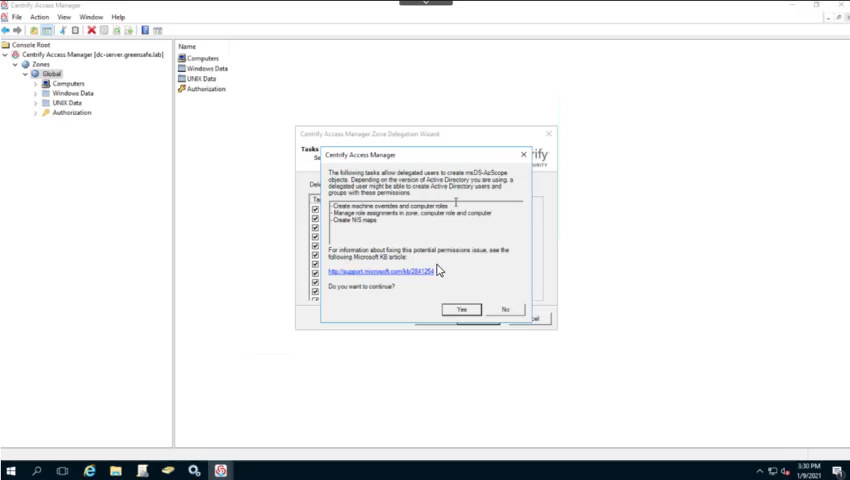 Centrify Access Manager
File Action View Window Help
Console Root
Centrify Access Manager [dc-server.greensafe.lab]
Zones
Global
Computers
Windows Data
UNIX Data
Authorization
Name
Computers
Windows Data
UNIX Data
Authorization
Centrify Access Manager Zone Delegation Wizard
Tasks
Centrify Access Manager
The following tasks allow delegated users to create msDS-AzScope
objects. Depending on the version of Active Directory you are using, a
delegated user might be able to create Active Directory users and
groups with these permissions.
- Create machine overrides and computer roles
- Manage role assignments in zone, computer role and computer
- Create NIS maps
For information about fixing this potential permissions issue, see the
following Microsoft KB article:
http://support.microsoft.com/kb/2841254
Do you want to continue?
Yes No
3:30 PM
1/9/2021